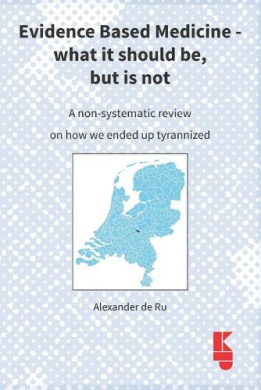 Evidence Based Medicine -
what it should be,
but is not
A non-systematic review
on how we ended up tyrannized
Alexander de Ru